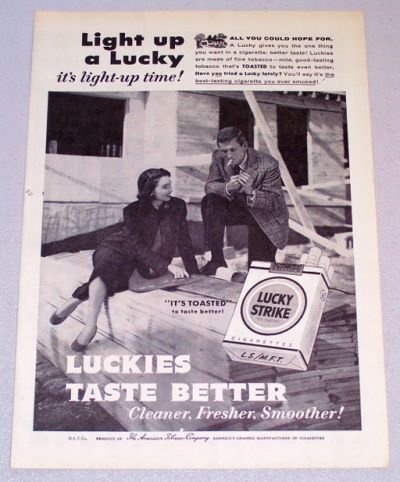 Light up
a Lucky
it's light-up time!
ALL YOU COULD HOPE FOR.
A Lucky gives you the one thing
you want in a cigarette: better taste! Luckies
are made of fine tobacco—mild, good-tasting
tobacco that's TOASTED to taste even better.
Have you tried a Lucky lately? You'll say it's the
best-tasting cigarette you ever smoked!
"IT'S TOASTED"
to taste better!
LUCKY
STRIKE
"IT'S TOASTED"
CIGARETTES
L.S./M.F.T.
LUCKIES
TASTE BETTER
Cleaner, Fresher, Smoother!
©A.T.Co. PRODUCT OF The American Tobacco Company AMERICA'S LEADING MANUFACTURER OF CIGARETTES